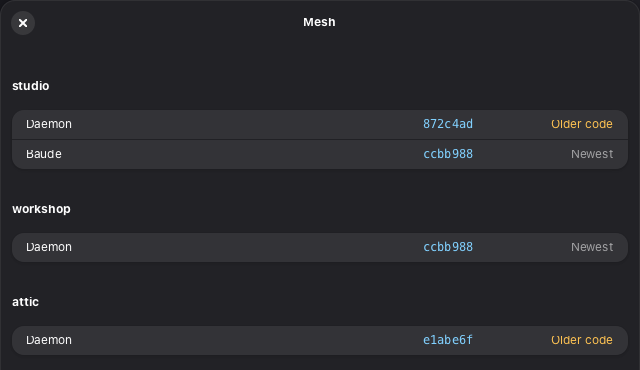 Mesh
studio
Daemon 872c4ad Older code
Baude ccbb988 Newest
workshop
Daemon ccbb988 Newest
attic
Daemon e1abe6f Older code